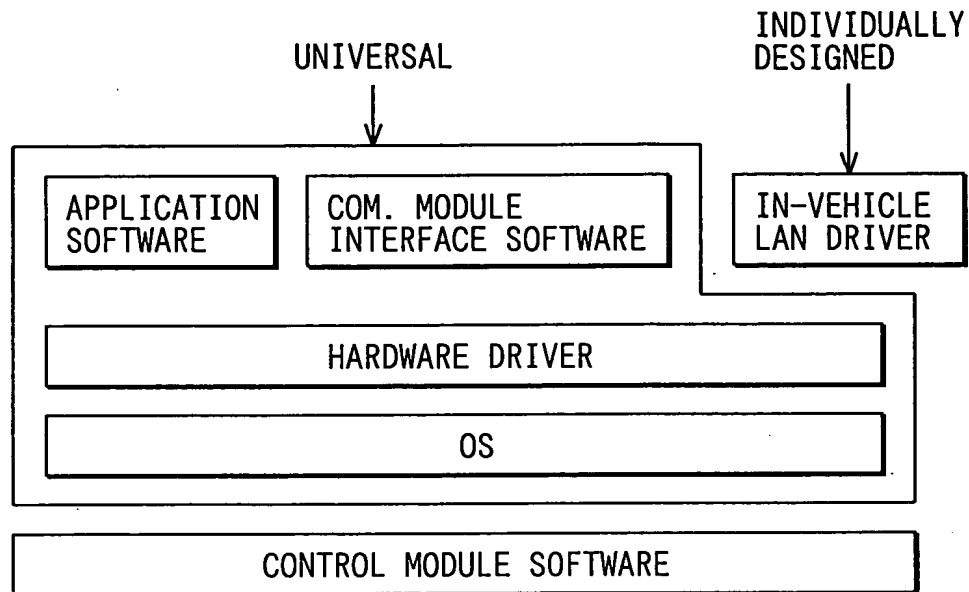 UNIVERSAL
INDIVIDUALLY
DESIGNED
APPLICATION
SOFTWARE
COM. MODULE
INTERFACE SOFTWARE
IN-VEHICLE
LAN DRIVER
HARDWARE DRIVER
OS
CONTROL MODULE SOFTWARE